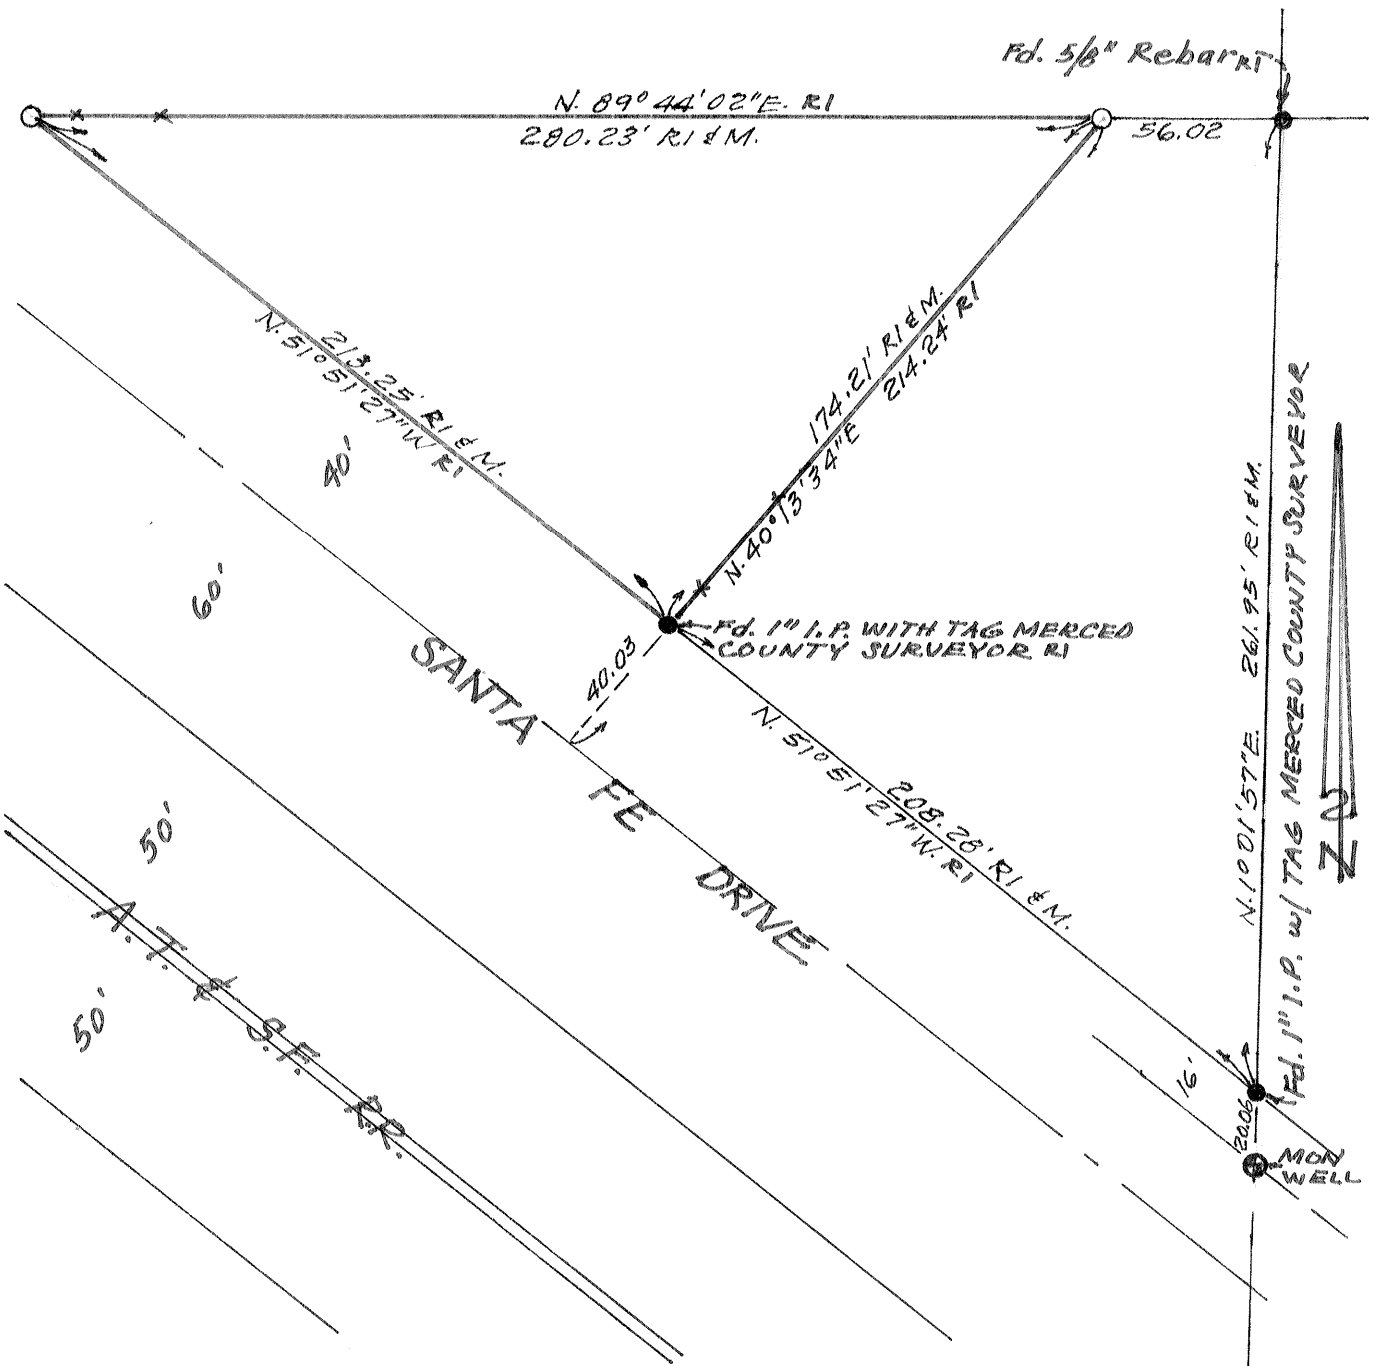 Fd. 5/8" Rebar R1
N. 89° 44' 02" E. R1
280.23' R1 & M.
56.02
213.25' R1 & M.
N. 51° 51' 27" W R1
174.21' R1 & M.
214.24' R1
N. 40° 13' 34" E
40'
60'
50'
50'
Fd. 1" I.P. WITH TAG MERCED
COUNTY SURVEYOR R1
40.03
SANTA FE DRIVE
208.28' R1 & M.
N. 51° 51' 27" W. R1
N. 1° 01' 57" E. 261.95' R1 & M.
Fd. 1" I.P. w/ TAG MERCED COUNTY SURVEYOR
N
A. T. & S. F. R.R.
16'
20.06
MON
WELL